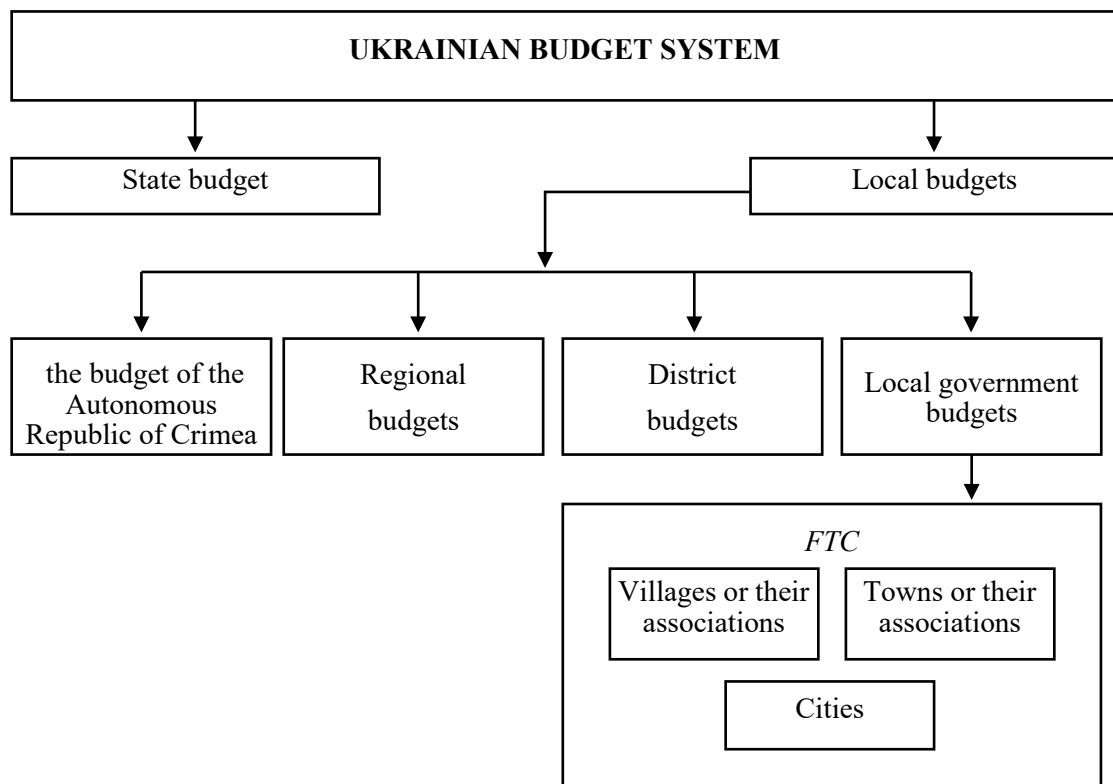 UKRAINIAN BUDGET SYSTEM
State budget
Local budgets
the budget of the
Autonomous
Republic of Crimea
Regional
budgets
District
budgets
Local government
budgets
FTC
Villages or their
associations
Towns or their
associations
Cities